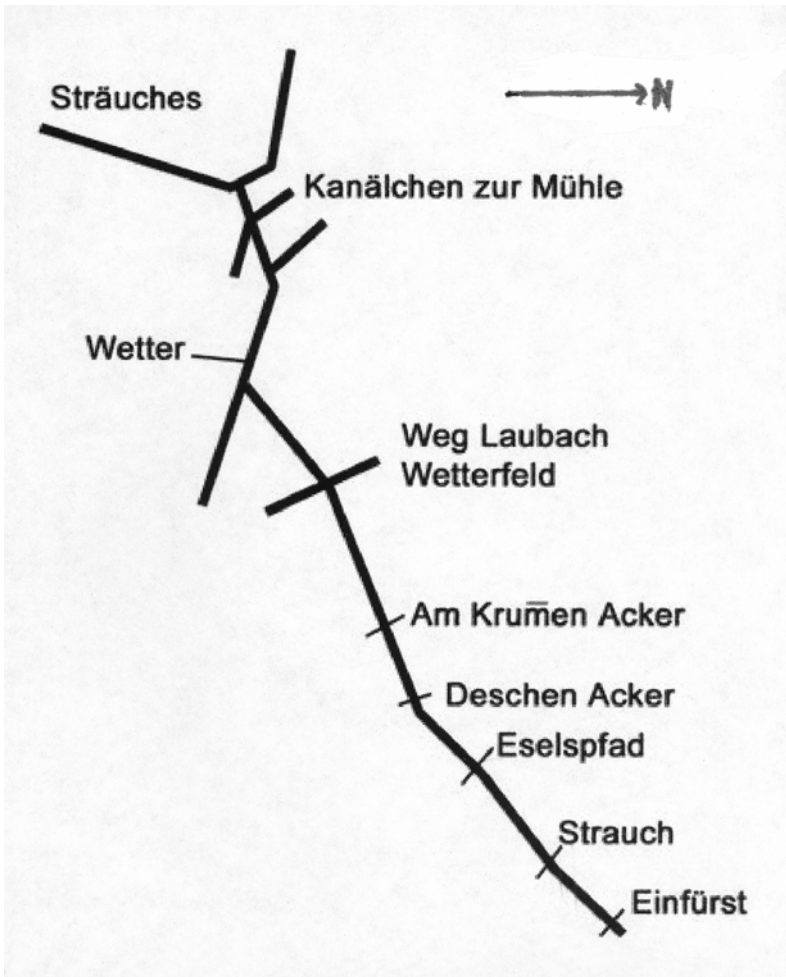 Sträuches
N
Kanälchen zur Mühle
Wetter
Weg Laubach
Wetterfeld
Am Krum̅en Acker
Deschen Acker
Eselspfad
Strauch
Einfürst